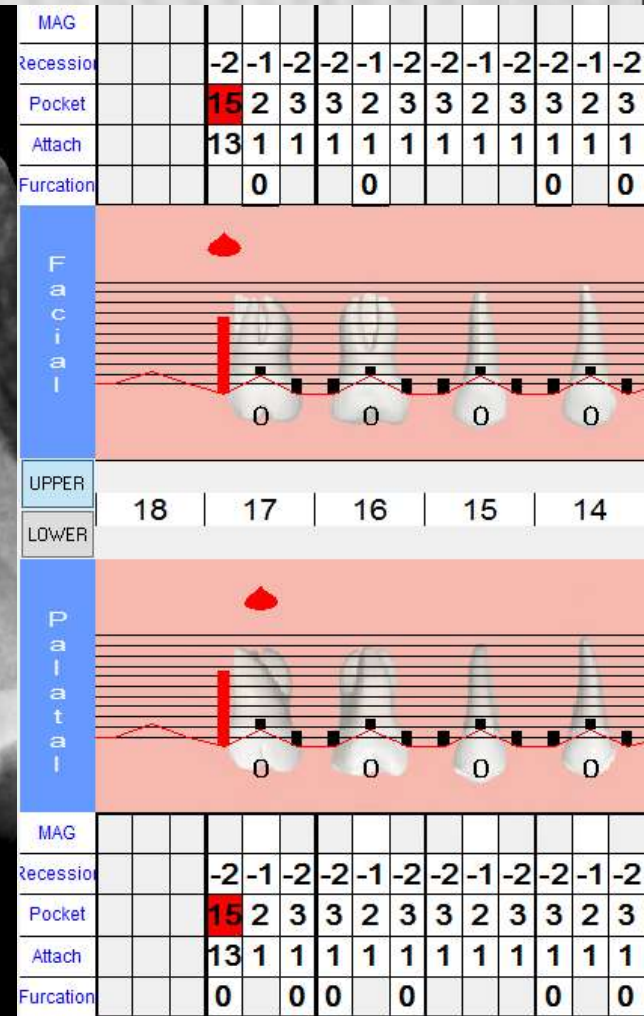 MAG
Recession -2 -1 -2 -2 -1 -2 -2 -1 -2 -2 -1 -2
Pocket 15 2 3 3 2 3 3 2 3 3 2 3
Attach 13 1 1 1 1 1 1 1 1 1 1 1
Furcation 0 0 0 0
Facial
0 0 0 0
UPPER
18 17 16 15 14
LOWER
Palatal
0 0 0 0
MAG
Recession -2 -1 -2 -2 -1 -2 -2 -1 -2 -2 -1 -2
Pocket 15 2 3 3 2 3 3 2 3 3 2 3
Attach 13 1 1 1 1 1 1 1 1 1 1 1
Furcation 0 0 0 0 0 0